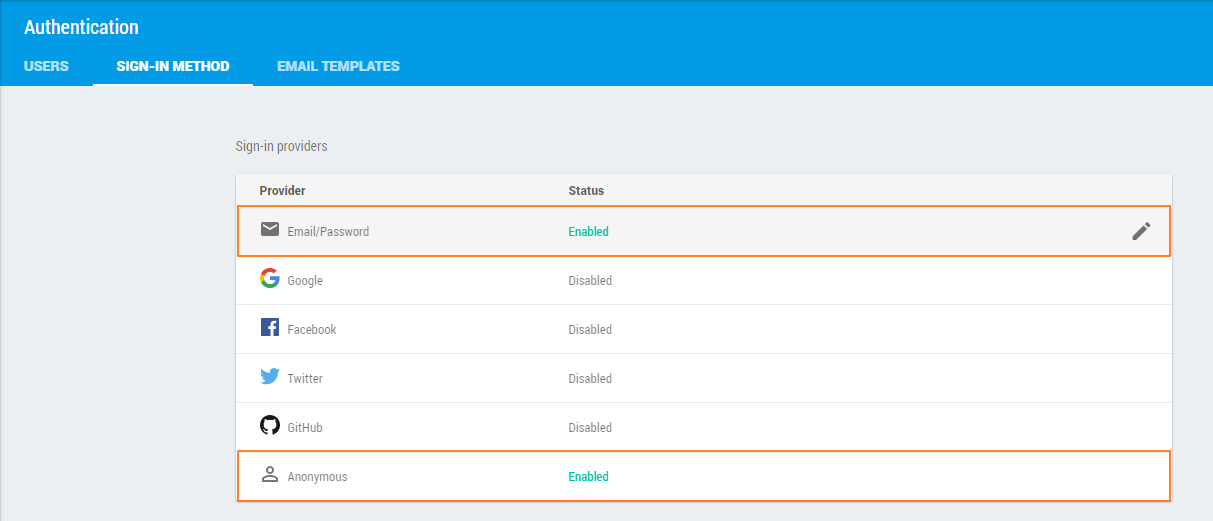 Authentication
USERS SIGN-IN METHOD EMAIL TEMPLATES
Sign-in providers
Provider Status
Email/Password Enabled
Google Disabled
Facebook Disabled
Twitter Disabled
GitHub Disabled
Anonymous Enabled